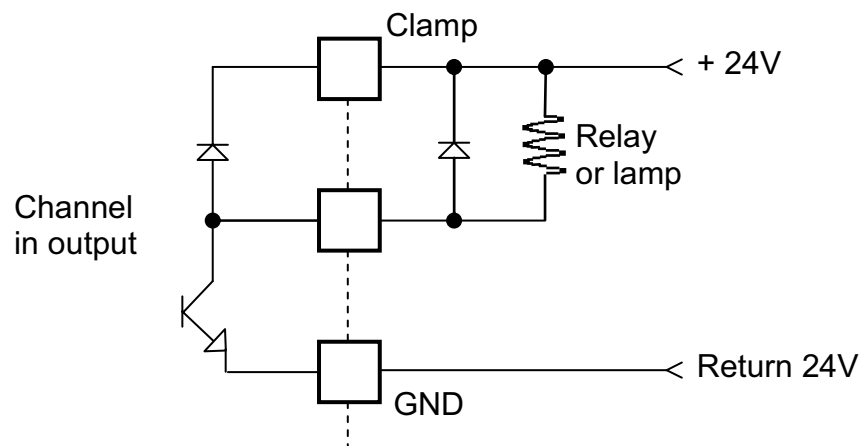 Clamp
+ 24V
Relay
or lamp
Channel
in output
Return 24V
GND